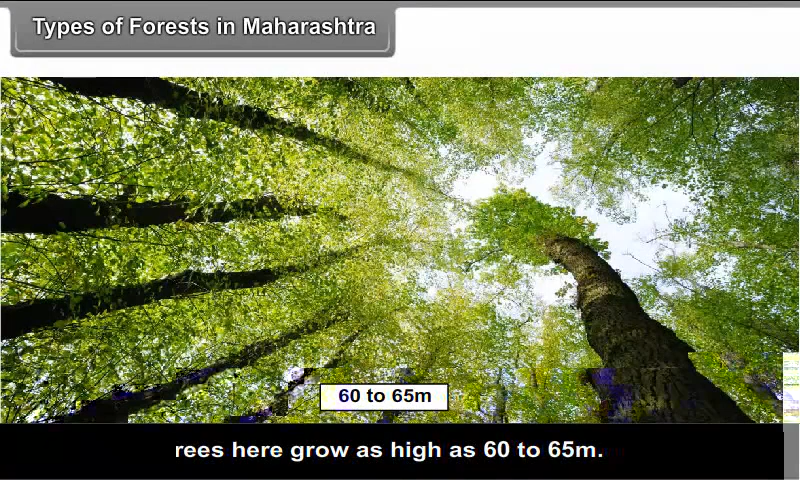 Types of Forests in Maharashtra
60 to 65m
rees here grow as high as 60 to 65m.